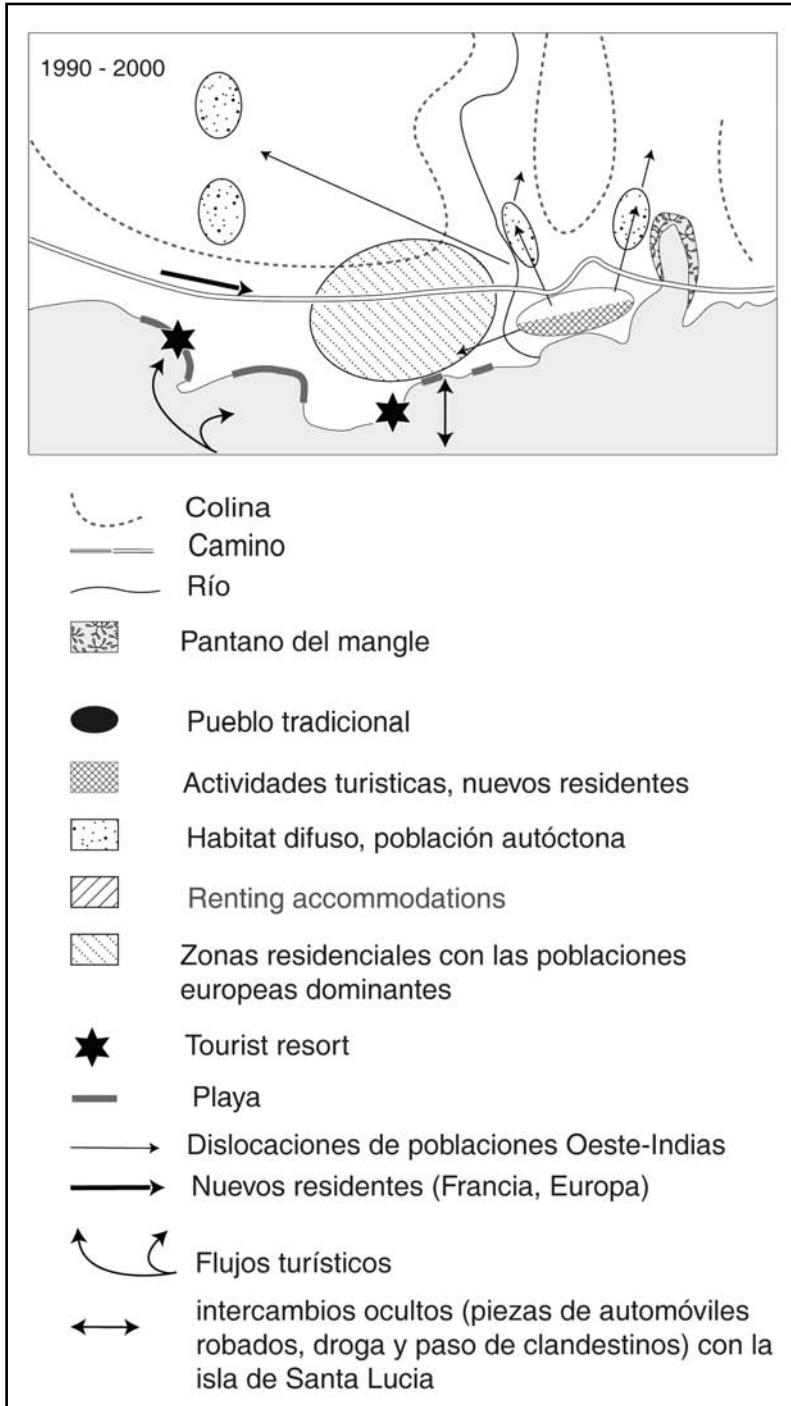 1990 - 2000
Colina
Camino
Río
Pantano del mangle
Pueblo tradicional
Actividades turisticas, nuevos residentes
Habitat difuso, población autóctona
Renting accommodations
Zonas residenciales con las poblaciones
europeas dominantes
Tourist resort
Playa
Dislocaciones de poblaciones Oeste-Indias
Nuevos residentes (Francia, Europa)
Flujos turísticos
intercambios ocultos (piezas de automóviles
robados, droga y paso de clandestinos) con la
isla de Santa Lucia